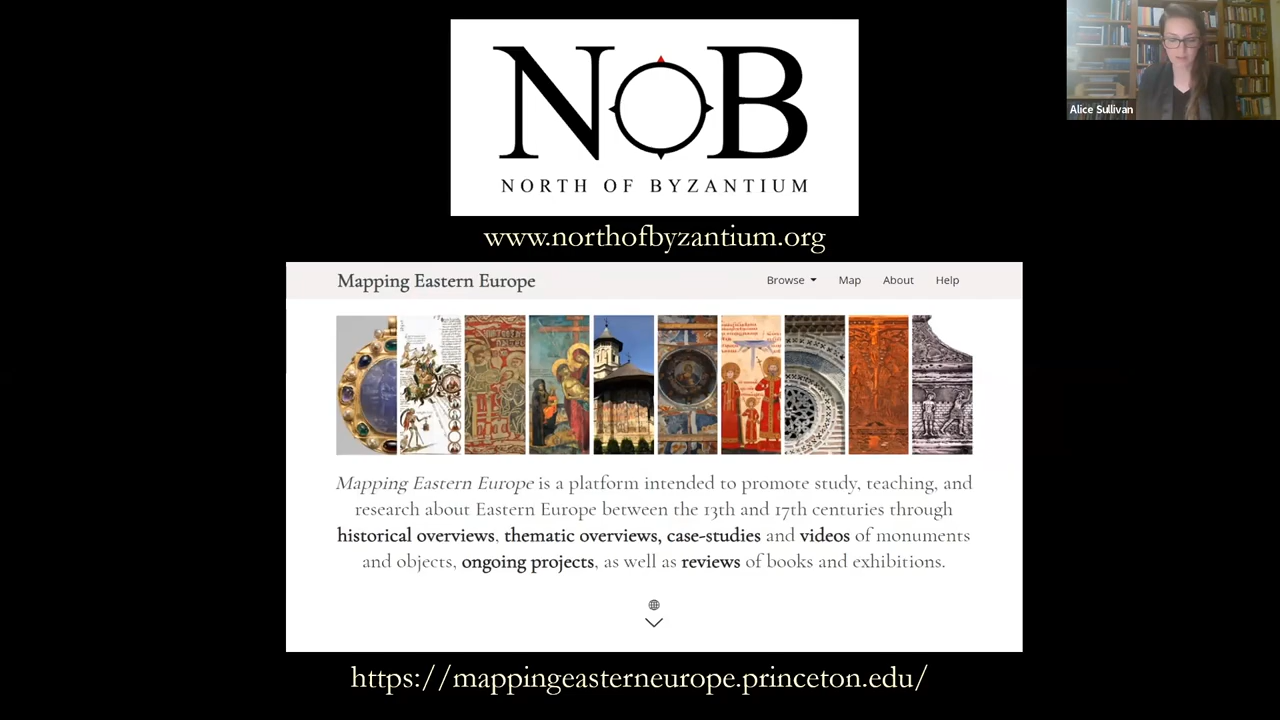 NOB
NORTH OF BYZANTIUM
Alice Sullivan
www.northofbyzantium.org
Mapping Eastern Europe
Browse
Map
About
Help
Mapping Eastern Europe is a platform intended to promote study, teaching, and
research about Eastern Europe between the 13th and 17th centuries through
historical overviews, thematic overviews, case-studies and videos of monuments
and objects, ongoing projects, as well as reviews of books and exhibitions.
https://mappingeasterneurope.princeton.edu/